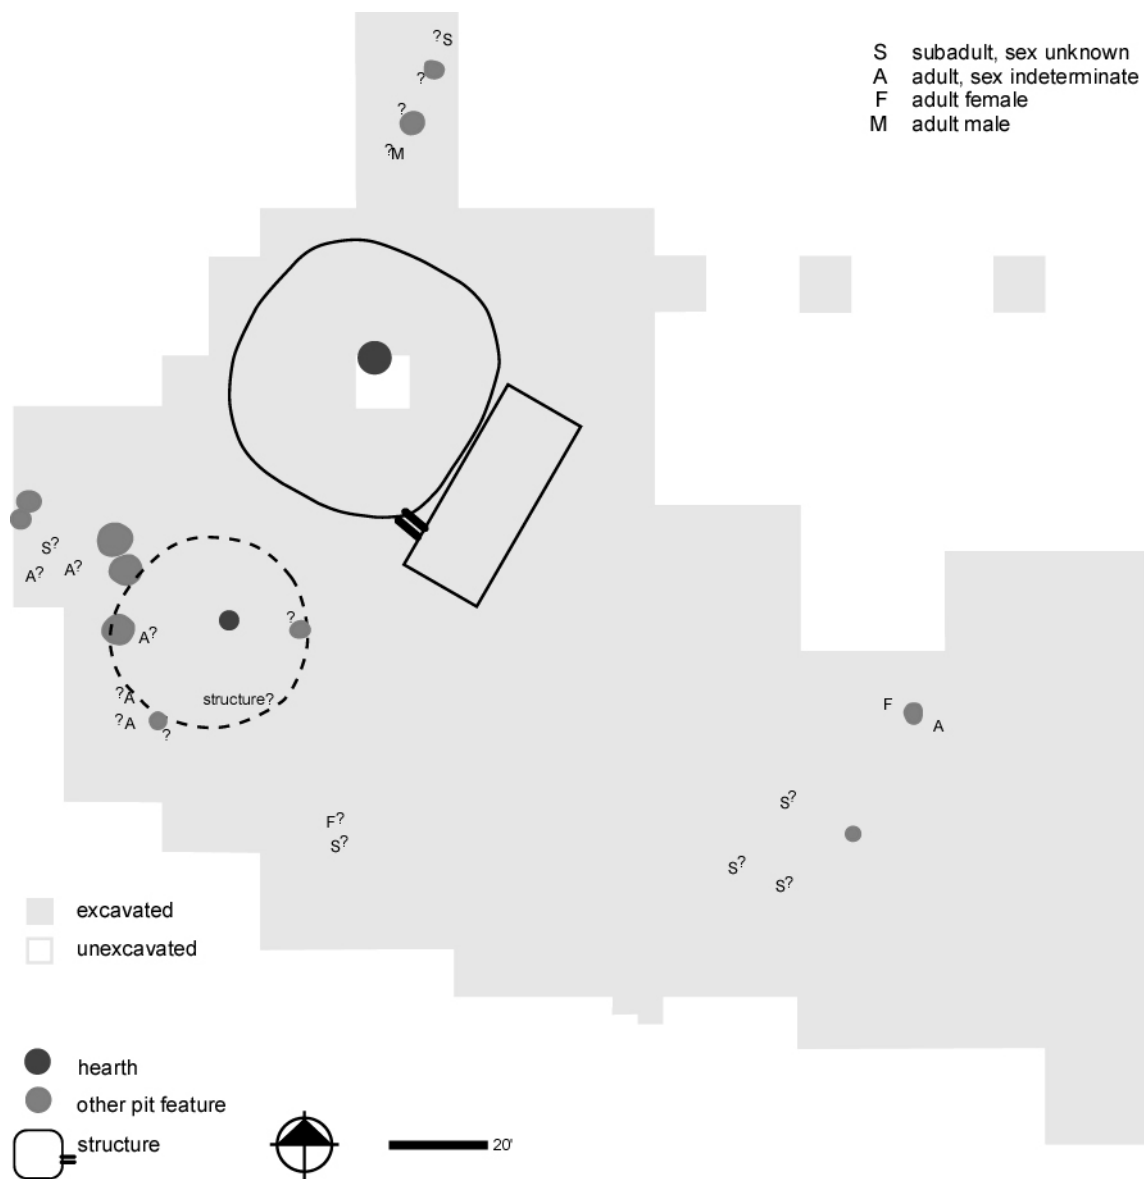 ?S
?
?
?M
S subadult, sex unknown
A adult, sex indeterminate
F adult female
M adult male
S?
A? A?
A?
?
?A
structure?
?A
?
F
A
F?
S?
S?
S?
S?
excavated
unexcavated
hearth
other pit feature
structure
20'